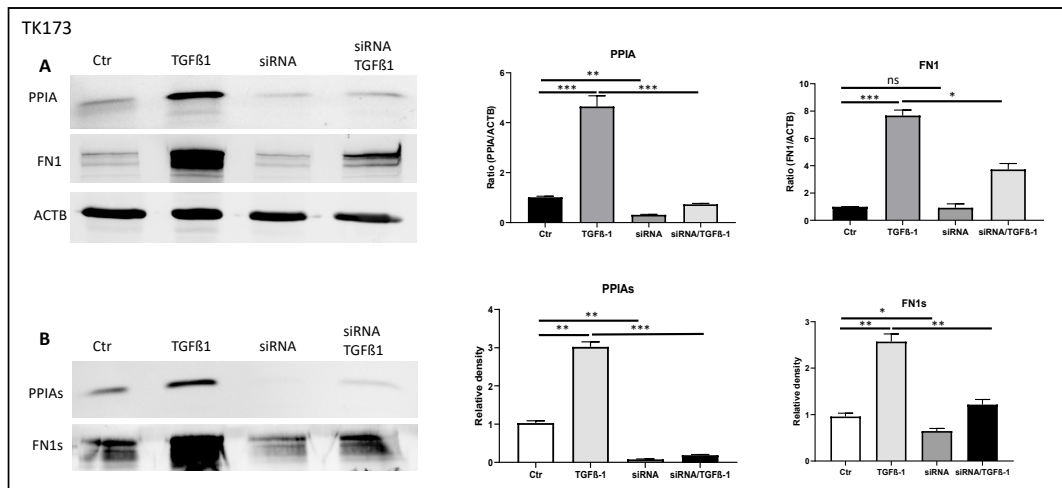 TK173
A
Ctr
TGFß1
siRNA
siRNA
TGFß1
PPIA
FN1
ACTB
PPIA
Ratio (PPIA/ACTB)
8
6
4
2
0
**
***
***
Ctr
TGFß-1
siRNA
siRNA/TGFß-1
FN1
Ratio (FN1/ACTB)
10
8
6
4
2
0
ns
***
*
Ctr
TGFß-1
siRNA
siRNA/TGFß-1
B
Ctr
TGFß1
siRNA
siRNA
TGFß1
PPIAs
FN1s
PPIAs
Relative density
4
3
2
1
0
**
**
***
Ctr
TGFß-1
siRNA
siRNA/TGFß-1
FN1s
Relative density
3
2
1
0
*
**
**
Ctr
TGFß-1
siRNA
siRNA/TGFß-1